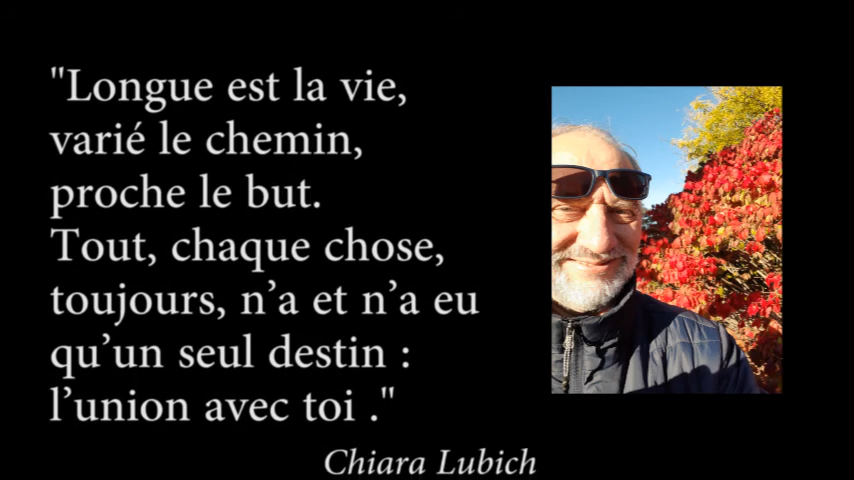 "Longue est la vie,
varié le chemin,
proche le but.
Tout, chaque chose,
toujours, n’a et n’a eu
qu’un seul destin :
l’union avec toi ."
Chiara Lubich